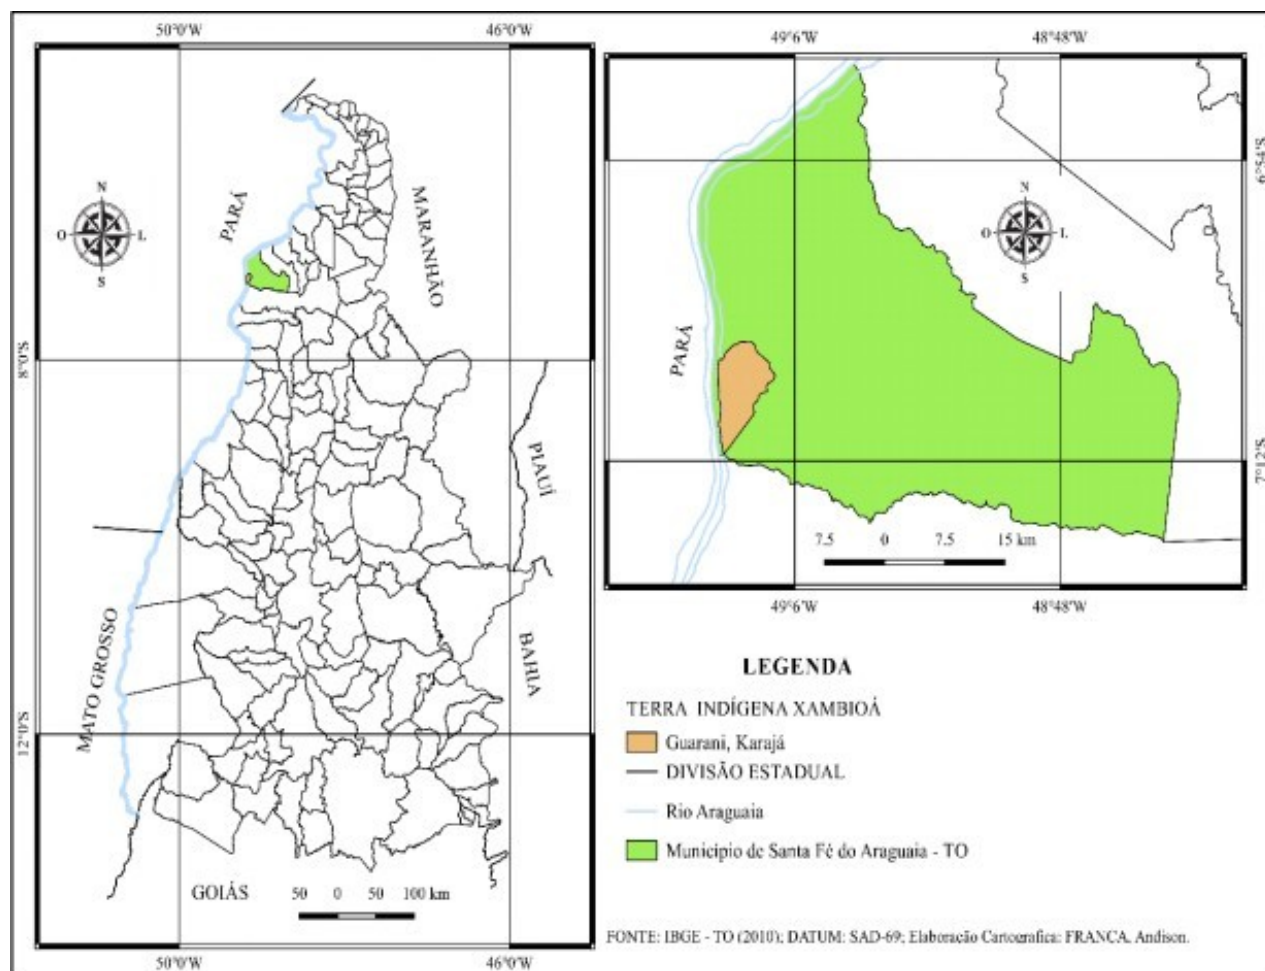 50°0'W
46°0'W
8°0'S
12°0'S
50°0'W
46°0'W
N
O
L
S
PARÁ
MARANHÃO
PIAUÍ
BAHIA
MATO GROSSO
GOIÁS
50 0 50 100 km
49°6'W
48°48'W
6°54'S
7°12'S
49°6'W
48°48'W
N
O
L
S
PARÁ
7.5 0 7.5 15 km
LEGENDA
TERRA INDÍGENA XAMBIOÁ
Guarani, Karajá
DIVISÃO ESTADUAL
Rio Araguaia
Município de Santa Fé do Araguaia - TO
FONTE: IBGE - TO (2010); DATUM: SAD-69; Elaboração Cartografica: FRANCA, Andison.